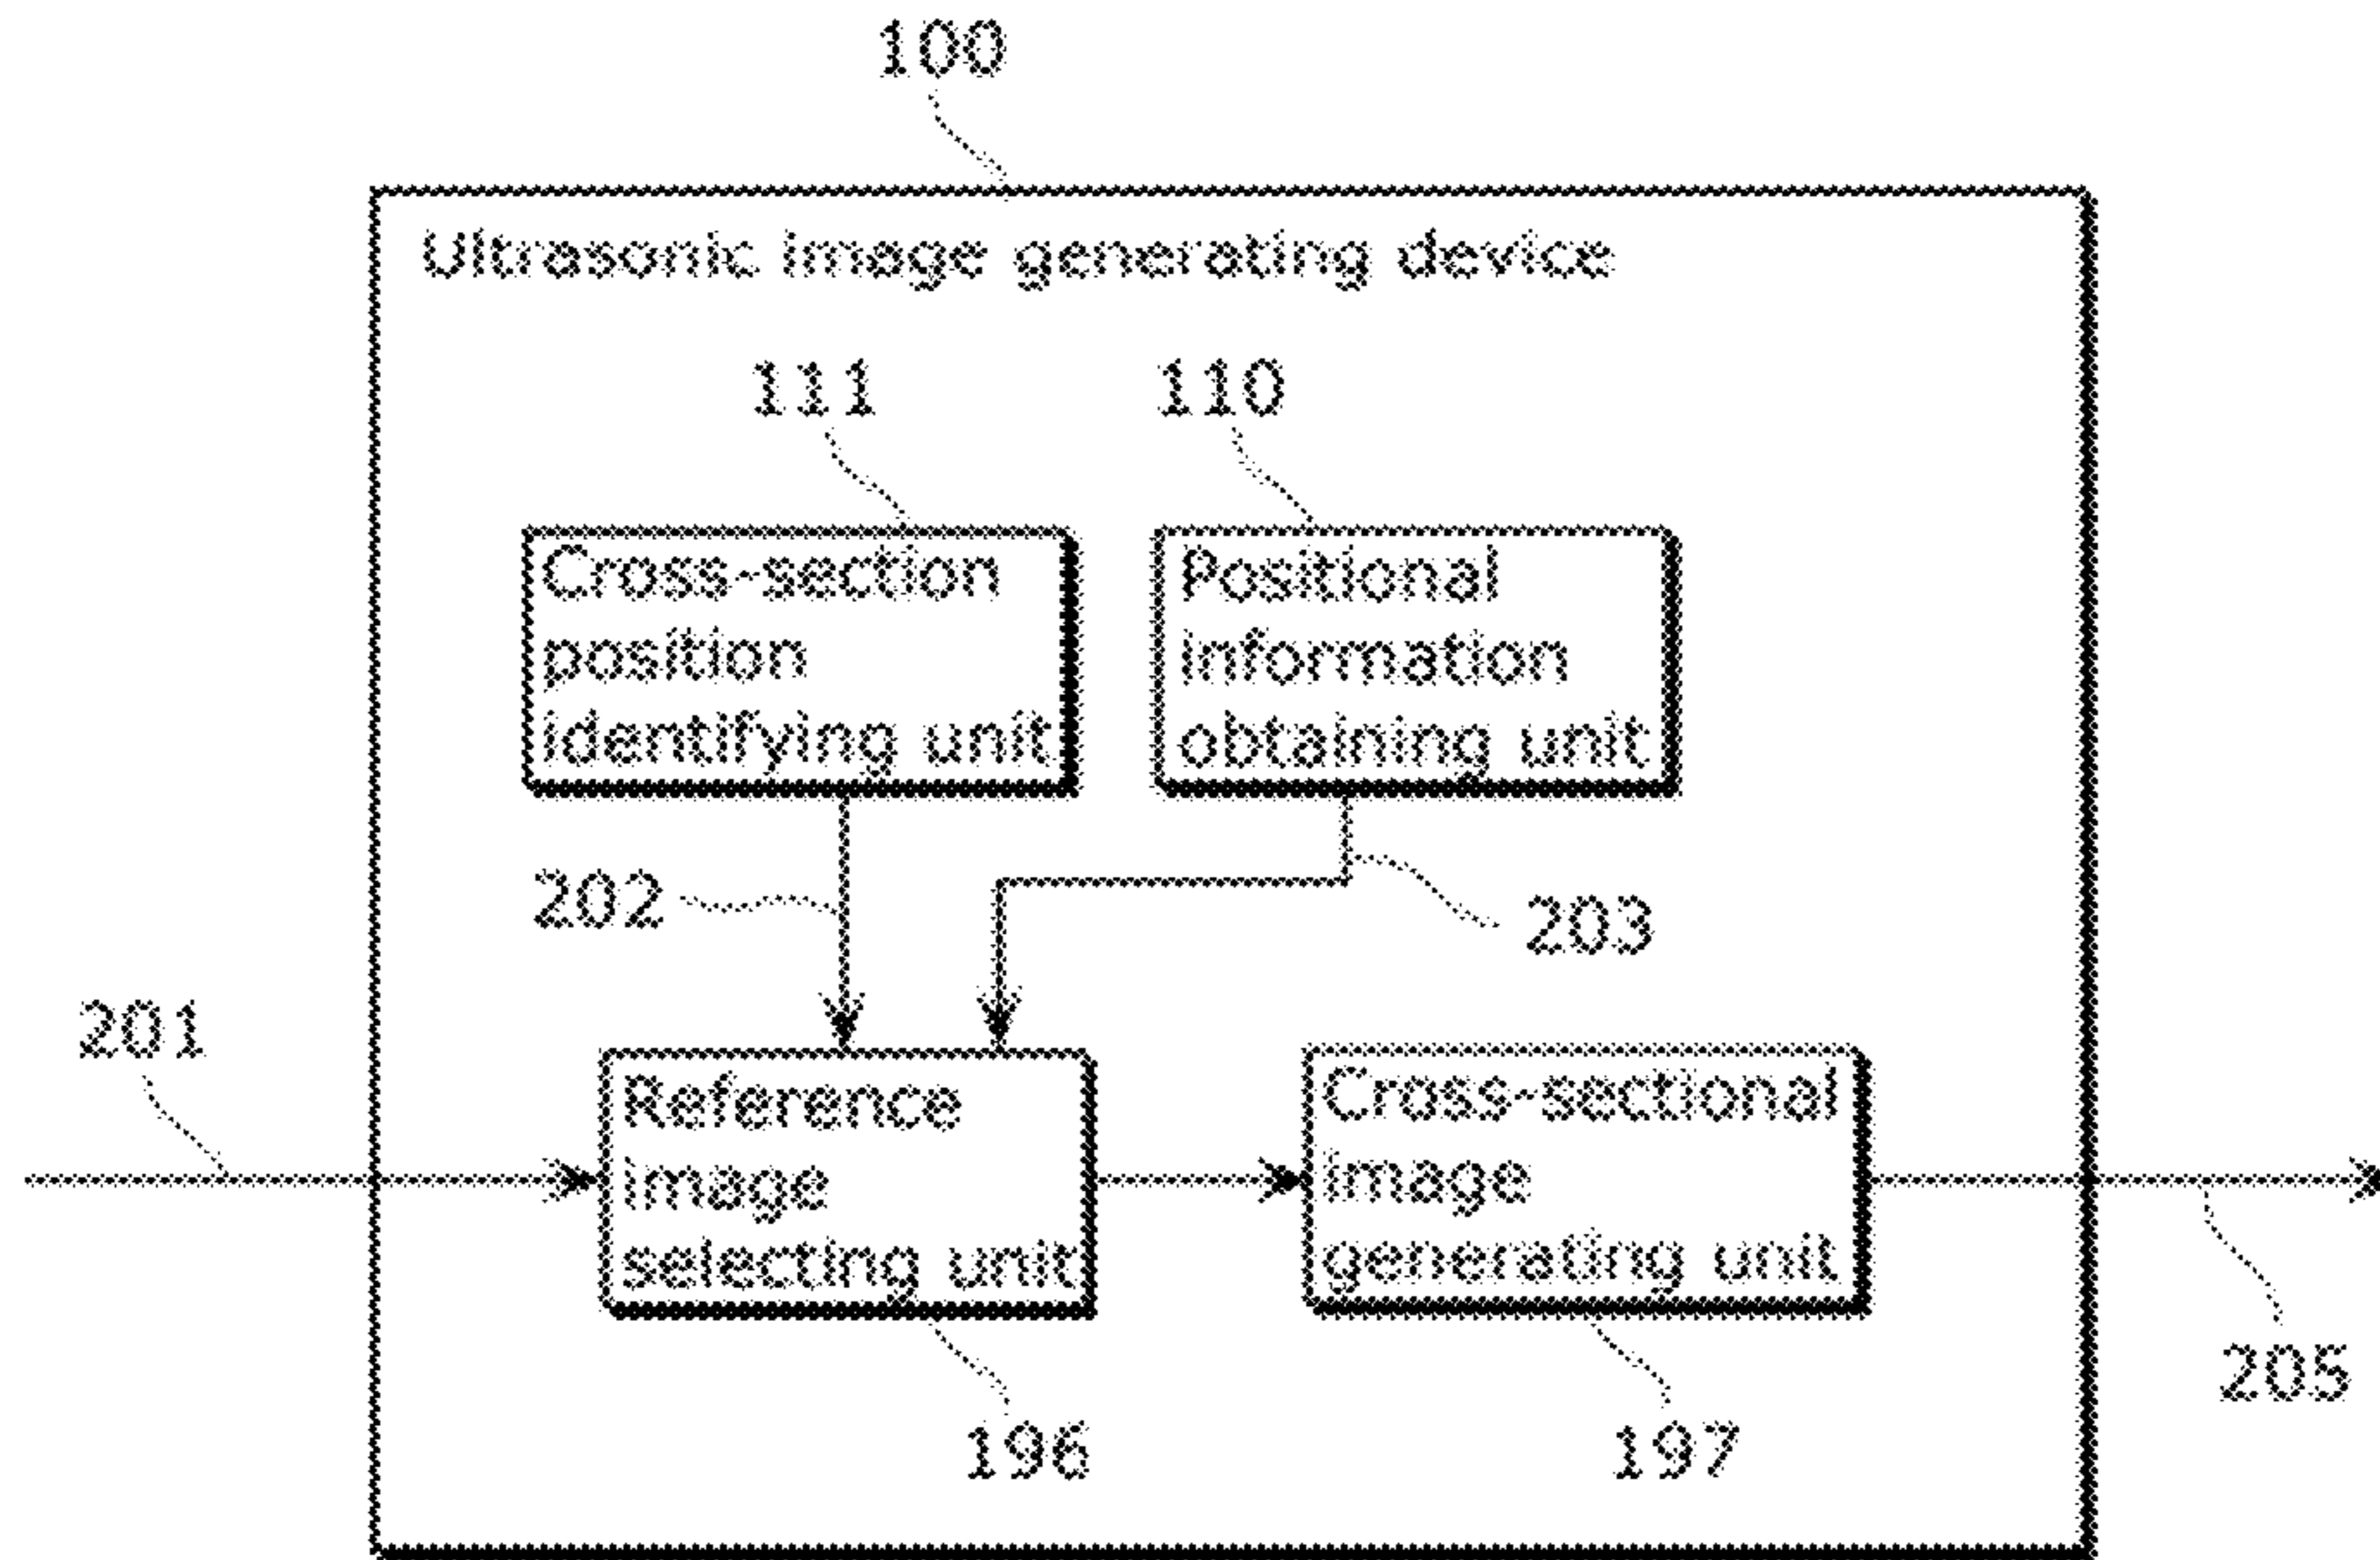 100
Ultrasonic image generating device
111
110
Cross-section
position
identifying unit
Positional
information
obtaining unit
202
203
201
Reference
image
selecting unit
Cross-sectional
image
generating unit
205
196
197